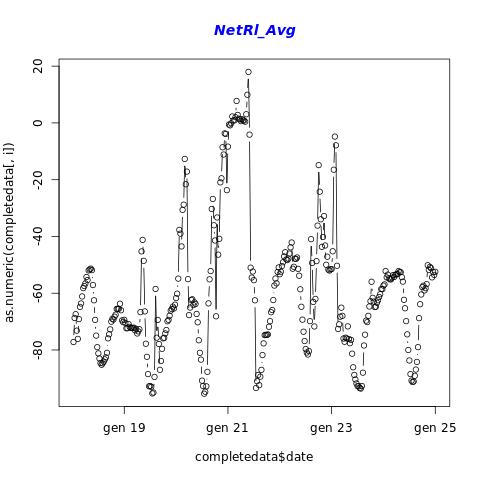 NetRl_Avg
as.numeric(completedata[, i])
20
0
-20
-40
-60
-80
gen 19
gen 21
gen 23
gen 25
completedata$date